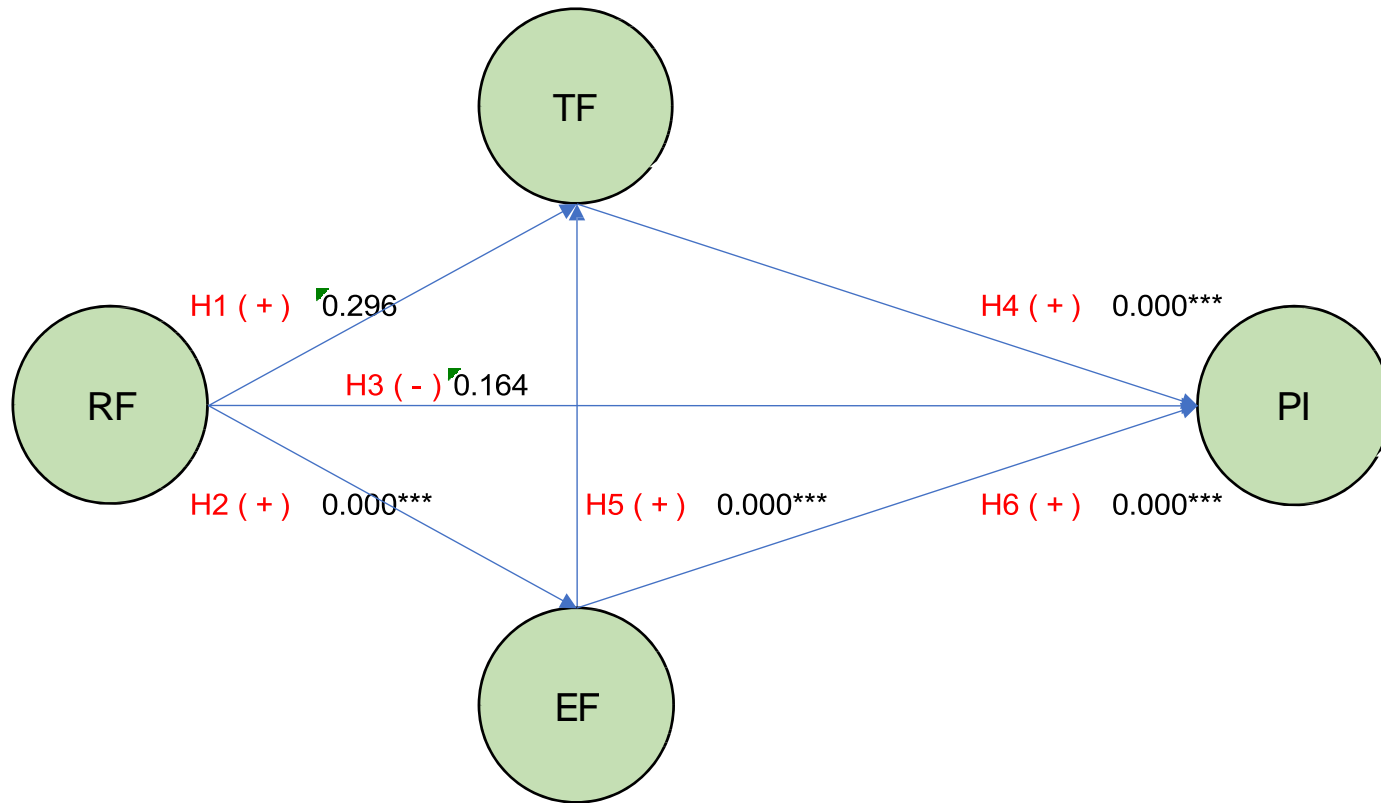 TF
H1 ( + ) 0.296
H4 ( + ) 0.000***
H3 ( - ) 0.164
RF
PI
H2 ( + ) 0.000***
H5 ( + ) 0.000***
H6 ( + ) 0.000***
EF